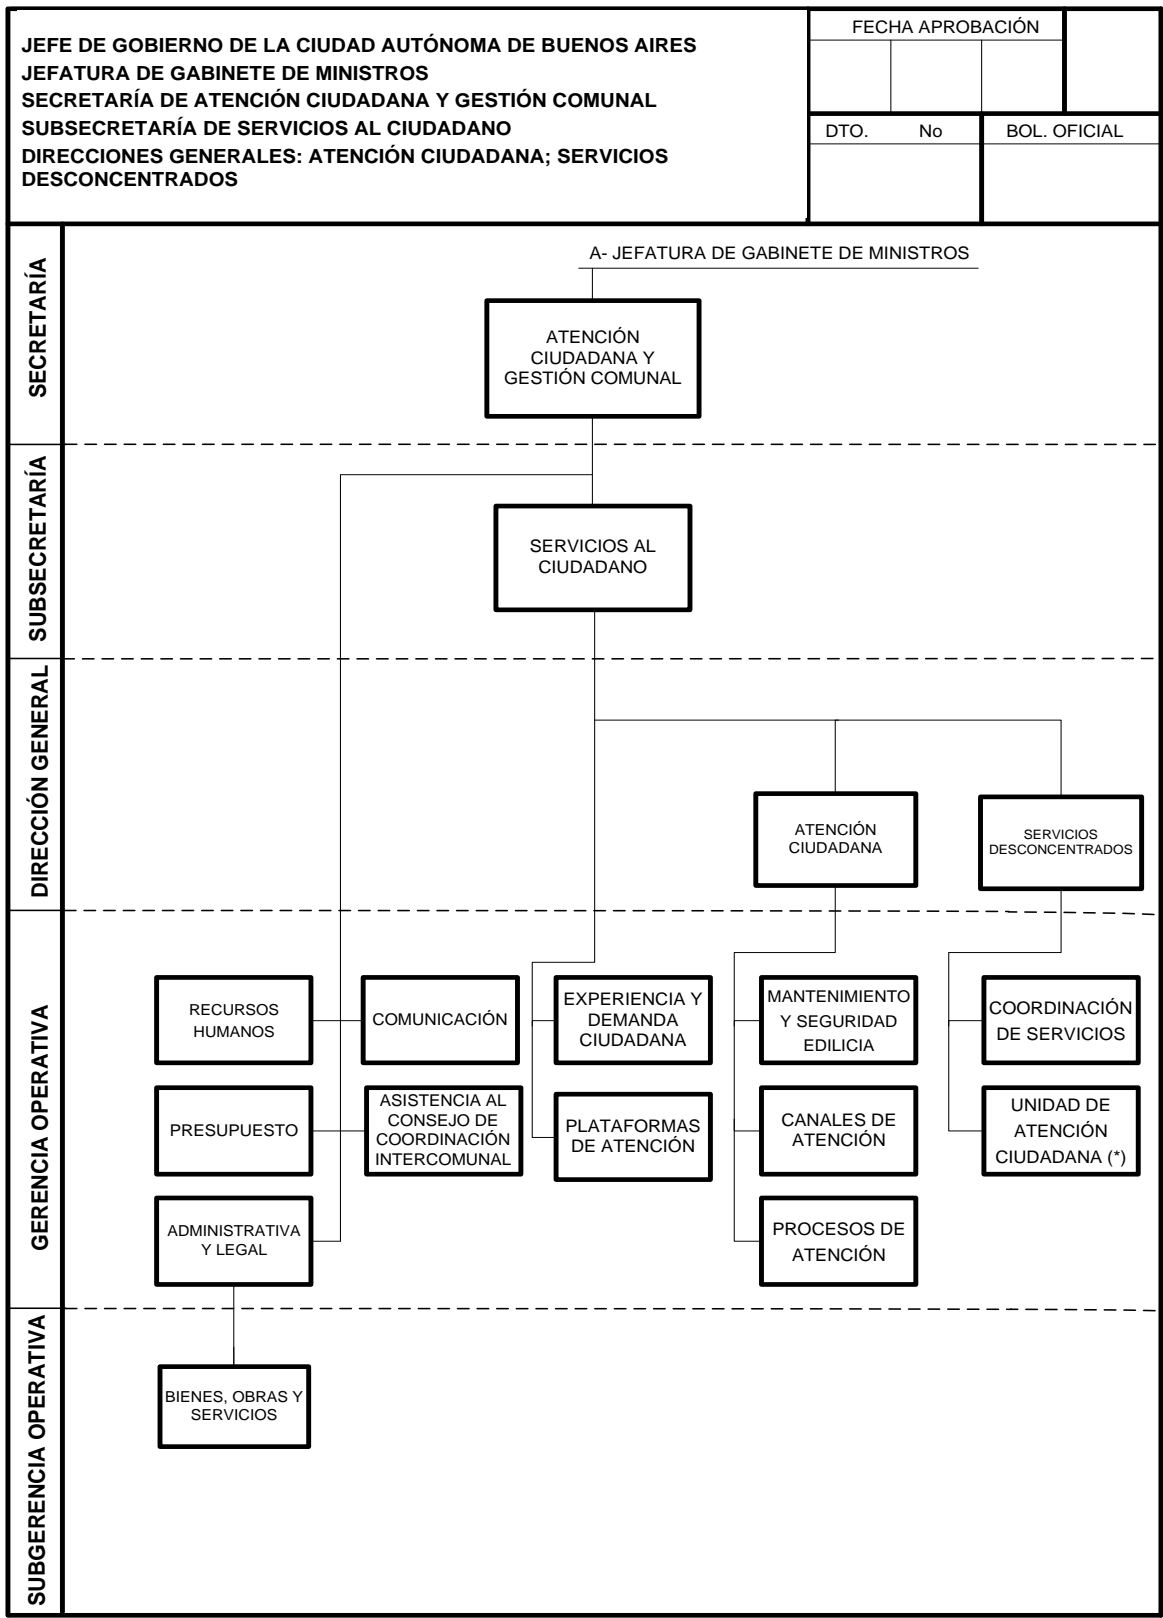 JEFE DE GOBIERNO DE LA CIUDAD AUTÓNOMA DE BUENOS AIRES
JEFATURA DE GABINETE DE MINISTROS
SECRETARÍA DE ATENCIÓN CIUDADANA Y GESTIÓN COMUNAL
SUBSECRETARÍA DE SERVICIOS AL CIUDADANO
DIRECCIONES GENERALES: ATENCIÓN CIUDADANA; SERVICIOS
DESCONCENTRADOS
FECHA APROBACIÓN
DTO. No
BOL. OFICIAL
SECRETARÍA
A- JEFATURA DE GABINETE DE MINISTROS
ATENCIÓN
CIUDADANA Y
GESTIÓN COMUNAL
SUBSECRETARÍA
SERVICIOS AL
CIUDADANO
DIRECCIÓN GENERAL
ATENCIÓN
CIUDADANA
SERVICIOS
DESCONCENTRADOS
GERENCIA OPERATIVA
RECURSOS
HUMANOS
COMUNICACIÓN
EXPERIENCIA Y
DEMANDA
CIUDADANA
MANTENIMIENTO
Y SEGURIDAD
EDILICIA
COORDINACIÓN
DE SERVICIOS
PRESUPUESTO
ASISTENCIA AL
CONSEJO DE
COORDINACIÓN
INTERCOMUNAL
PLATAFORMAS
DE ATENCIÓN
CANALES DE
ATENCIÓN
UNIDAD DE
ATENCIÓN
CIUDADANA (*)
ADMINISTRATIVA
Y LEGAL
PROCESOS DE
ATENCIÓN
SUBGERENCIA OPERATIVA
BIENES, OBRAS Y
SERVICIOS